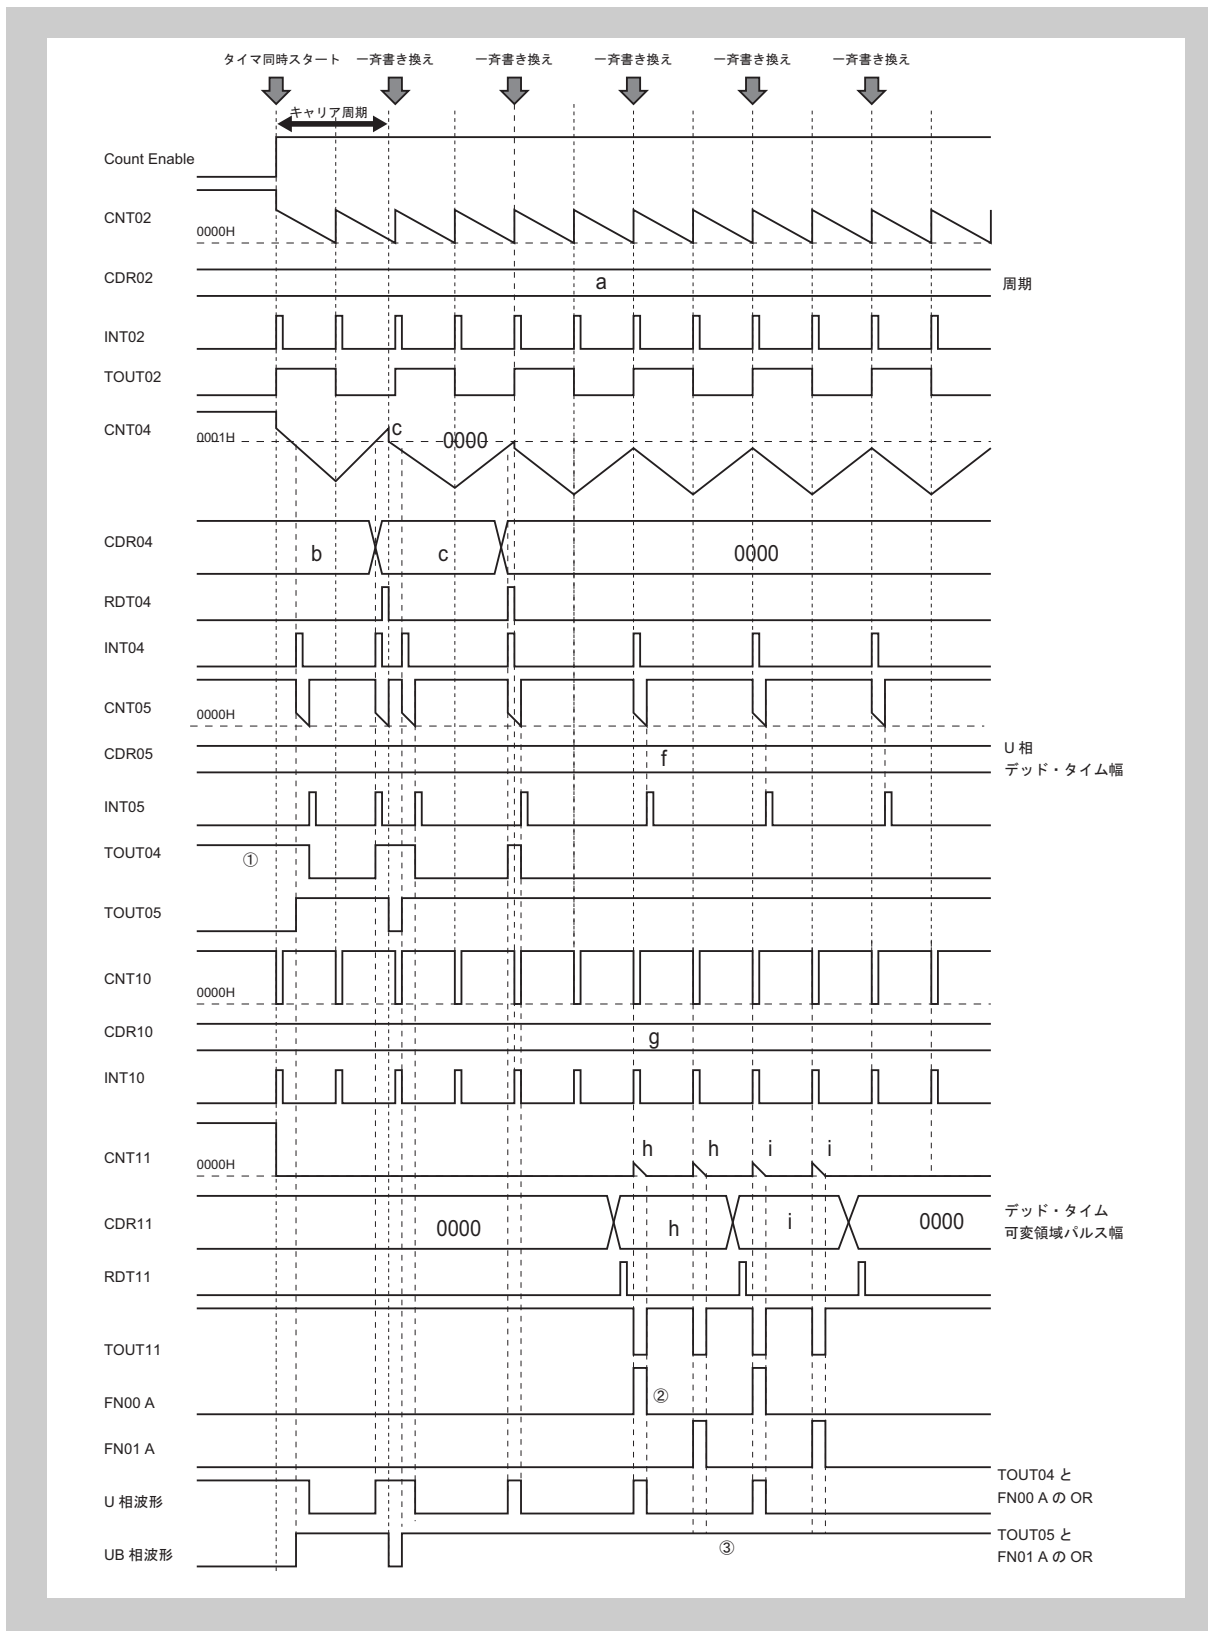 タイマ同時スタート 一斉書き換え 一斉書き換え 一斉書き換え 一斉書き換え 一斉書き換え
キャリア周期
Count Enable
CNT02
0000H
CDR02
a
周期
INT02
TOUT02
CNT04
0001H
c
0000
CDR04
b
c
0000
RDT04
INT04
CNT05
0000H
CDR05
f
U 相
デッド・タイム幅
INT05
TOUT04
①
TOUT05
CNT10
0000H
CDR10
g
INT10
CNT11
0000H
h h i i
CDR11
0000
h
i
0000
デッド・タイム
可変領域パルス幅
RDT11
TOUT11
FN00 A
②
FN01 A
U 相波形
TOUT04 と
FN00 A の OR
UB 相波形
③
TOUT05 と
FN01 A の OR